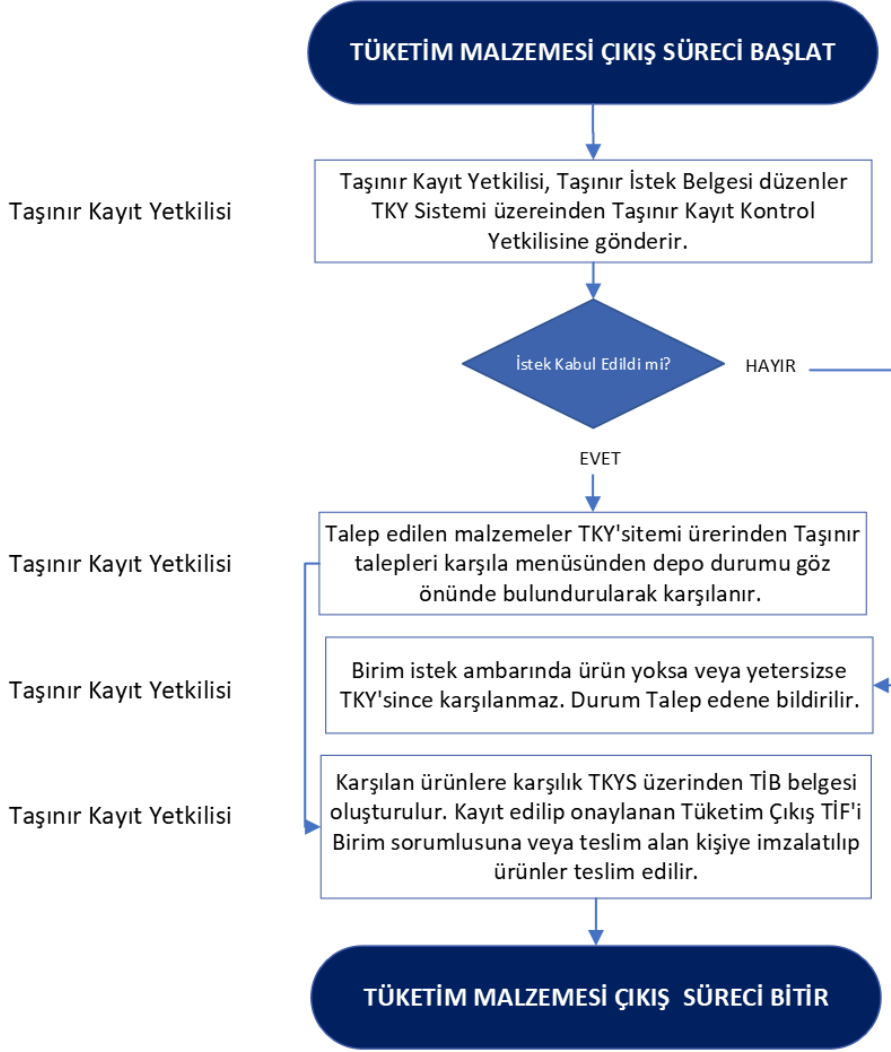 TÜKETİM MALZEMESİ ÇIKIŞ SÜRECİ BAŞLAT
Taşınır Kayıt Yetkilisi
Taşınır Kayıt Yetkilisi, Taşınır İstek Belgesi düzenler
TKY Sistemi üzereinden Taşınır Kayıt Kontrol
Yetkilisine gönderir.
İstek Kabul Edildi mi?
HAYIR
EVET
Taşınır Kayıt Yetkilisi
Talep edilen malzemeler TKY'sitemi ürerinden Taşınır
talepleri karşıla menüsünden depo durumu göz
önünde bulundurularak karşılanır.
Taşınır Kayıt Yetkilisi
Birim istek ambarında ürün yoksa veya yetersizse
TKY'since karşılanmaz. Durum Talep edene bildirilir.
Taşınır Kayıt Yetkilisi
Karşılan ürünlere karşılık TKYS üzerinden TİB belgesi
oluşturulur. Kayıt edilip onaylanan Tüketim Çıkış TİF'i
Birim sorumlusuna veya teslim alan kişiye imzalatılıp
ürünler teslim edilir.
TÜKETİM MALZEMESİ ÇIKIŞ SÜRECİ BİTİR